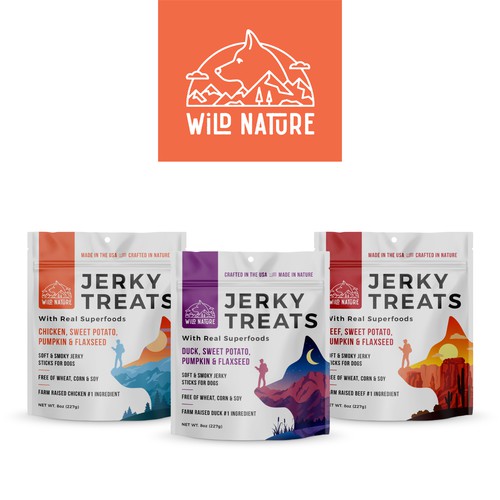 WILD NATURE
MADE IN THE USA CRAFTED IN NATURE
WILD NATURE
JERKY
TREATS
With Real Superfoods
CHICKEN, SWEET POTATO,
PUMPKIN & FLAXSEED
SOFT & SMOKY JERKY
STICKS FOR DOGS
FREE OF WHEAT, CORN & SOY
FARM RAISED CHICKEN #1 INGREDIENT
NET WT. 8oz (227g)
CRAFTED IN THE USA MADE IN NATURE
WILD NATURE
JERKY
TREATS
With Real Superfoods
DUCK, SWEET POTATO,
PUMPKIN & FLAXSEED
SOFT & SMOKY JERKY
STICKS FOR DOGS
FREE OF WHEAT, CORN & SOY
FARM RAISED DUCK #1 INGREDIENT
NET WT. 8oz (227g)
MADE IN THE USA CRAFTED IN NATURE
JERKY
TREATS
With Real Superfoods
BEEF, SWEET POTATO,
PUMPKIN & FLAXSEED
SOFT & SMOKY JERKY
STICKS FOR DOGS
FREE OF WHEAT, CORN & SOY
FARM RAISED BEEF #1 INGREDIENT
NET WT. 8oz (227g)